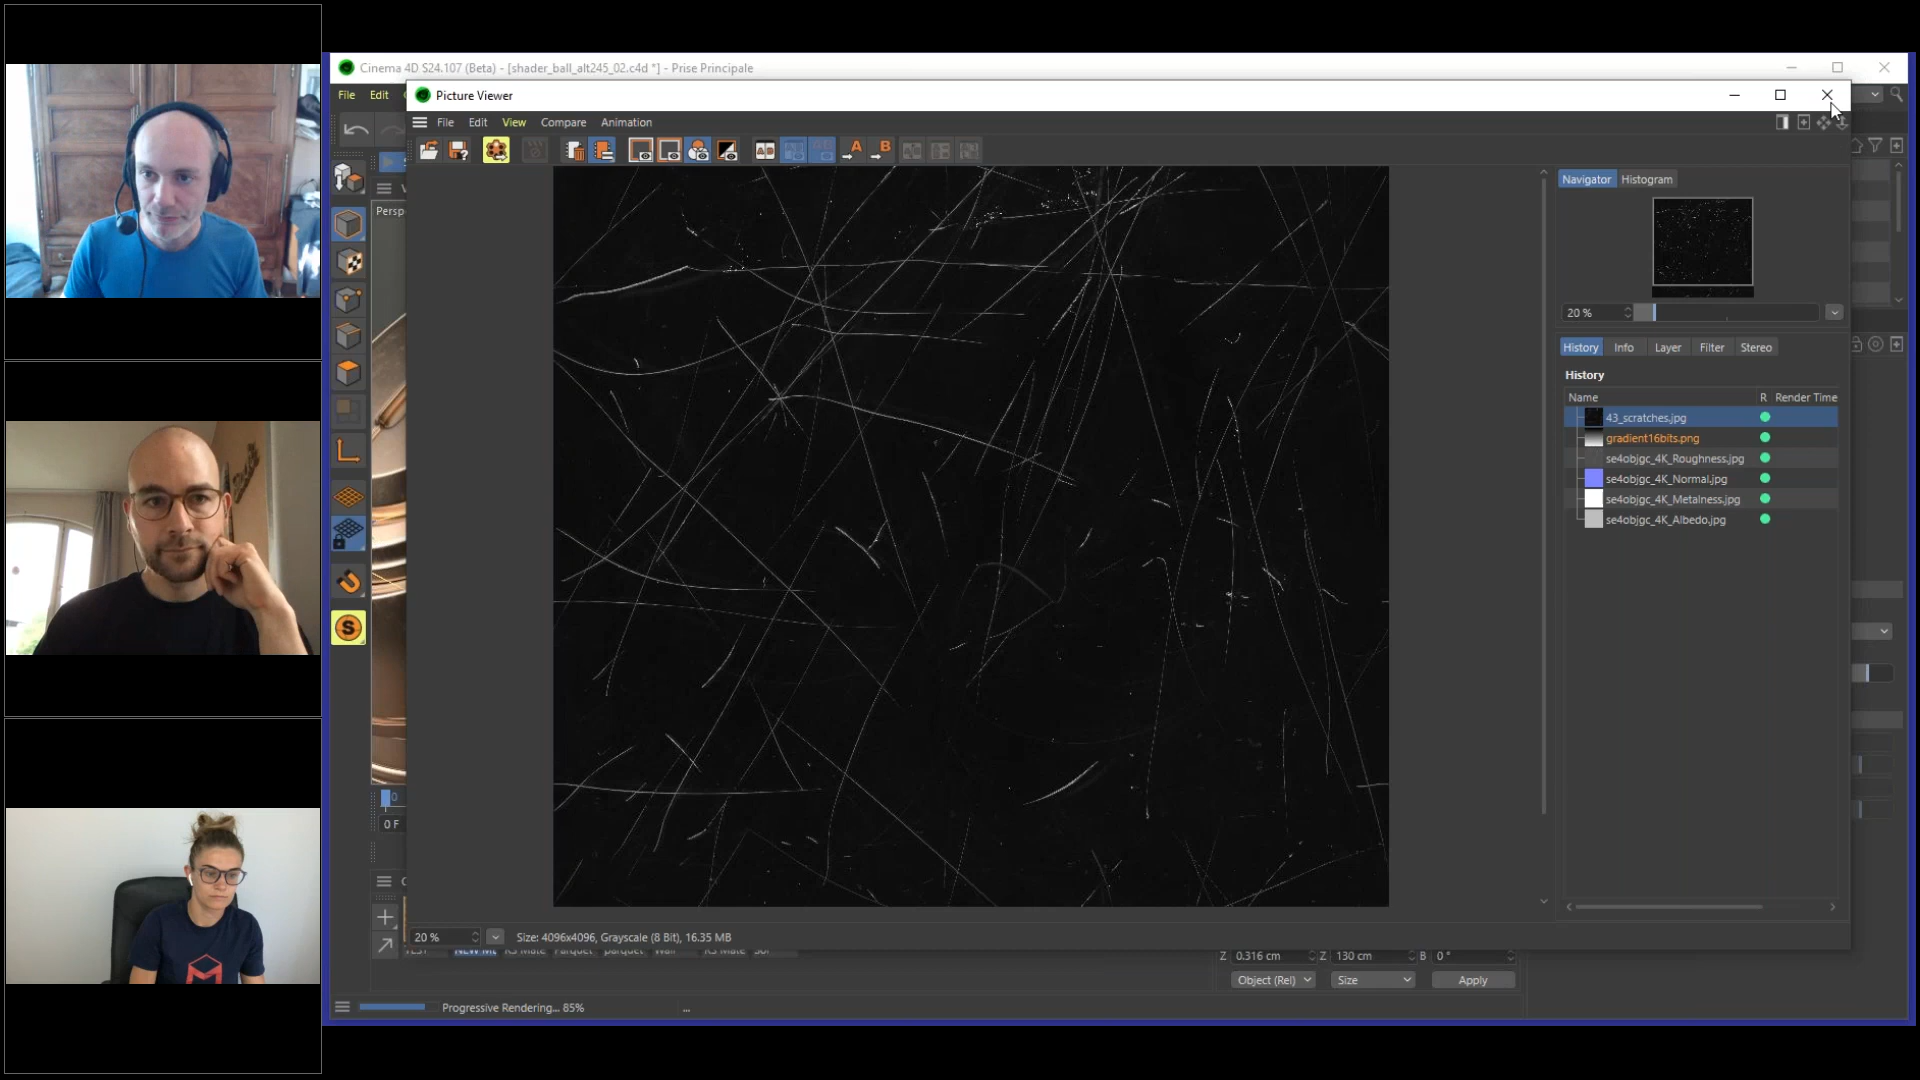 Cinema 4D S24.107 (Beta) - [shader_ball_alt245_02.c4d *] - Prise Principale
File Edit
Picture Viewer
File Edit View Compare Animation
A B
Persp
Navigator Histogram
20 %
History Info Layer Filter Stereo
History
Name R Render Time
43_scratches.jpg
gradient16bits.png
se4objgc_4K_Roughness.jpg
se4objgc_4K_Normal.jpg
se4objgc_4K_Metalness.jpg
se4objgc_4K_Albedo.jpg
S
0
0 F
20 % Size: 4096x4096, Grayscale (8 Bit), 16.35 MB
Z 0.316 cm Z 130 cm B 0 °
Object (Rel) Size Apply
Progressive Rendering... 85% ...